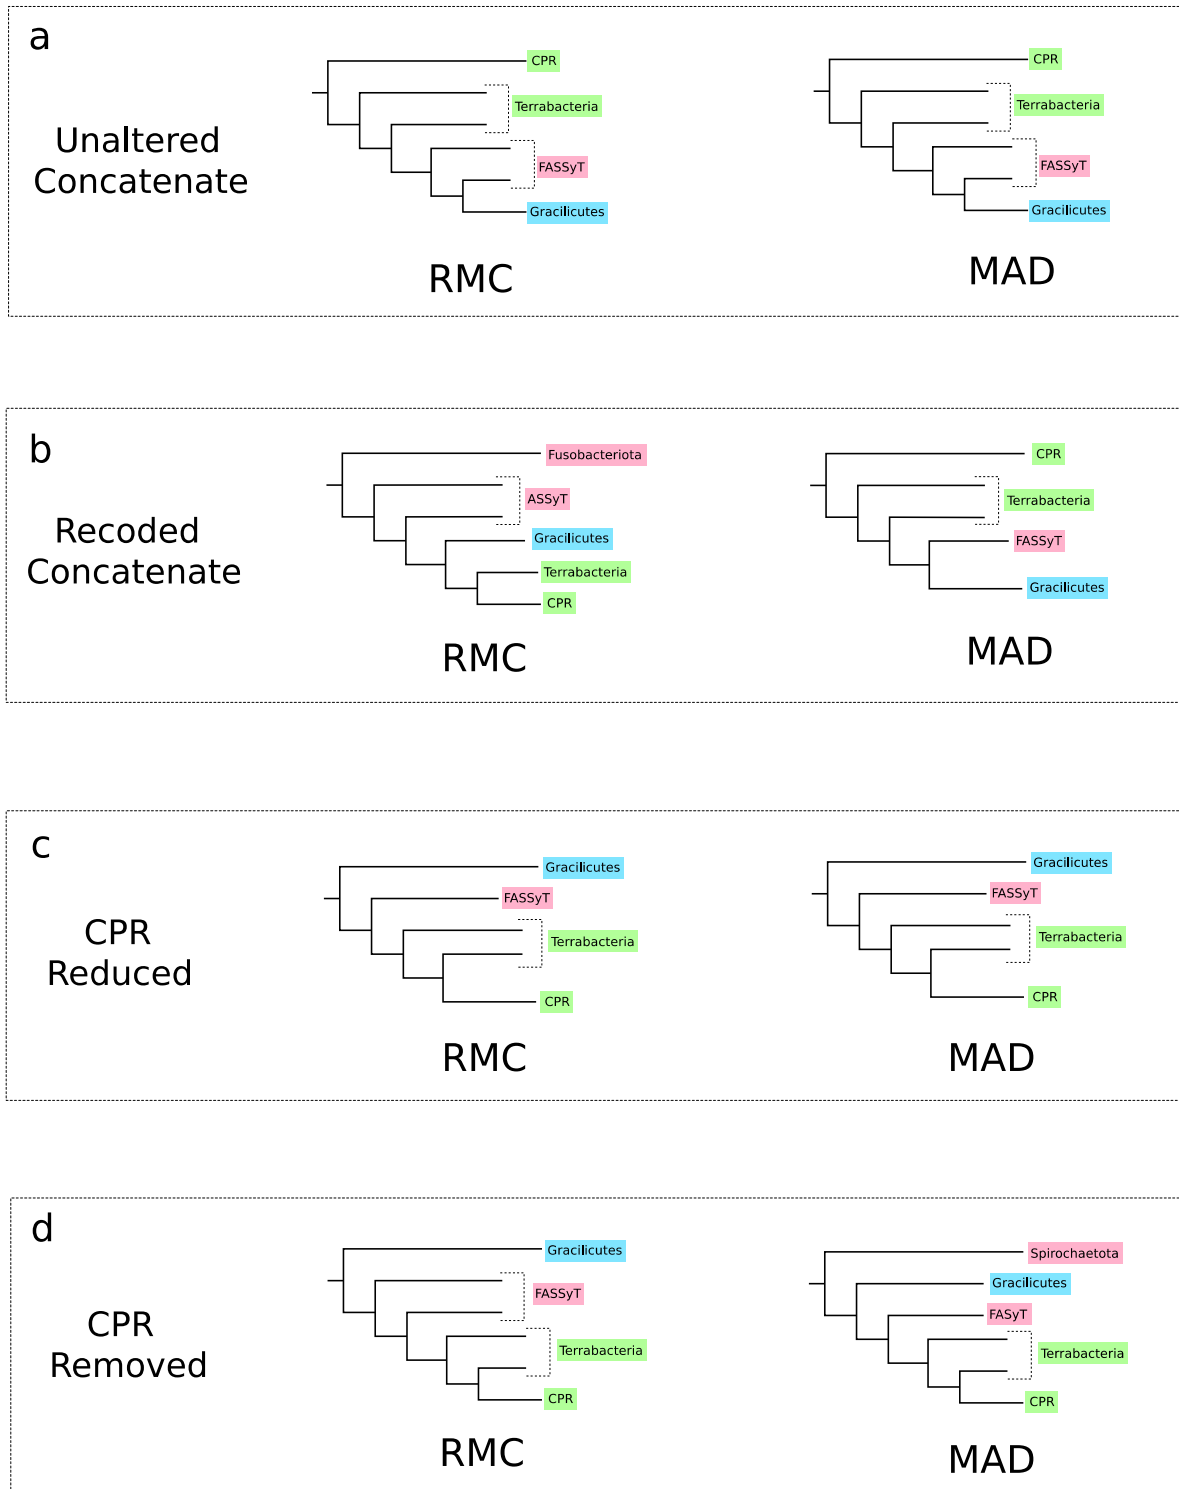 a
Unaltered
Concatenate
CPR
Terrabacteria
FASSyT
Gracilicutes
RMC
CPR
Terrabacteria
FASSyT
Gracilicutes
MAD
b
Recoded
Concatenate
Fusobacteriota
ASSyT
Gracilicutes
Terrabacteria
CPR
RMC
CPR
Terrabacteria
FASSyT
Gracilicutes
MAD
c
CPR
Reduced
Gracilicutes
FASSyT
Terrabacteria
CPR
RMC
Gracilicutes
FASSyT
Terrabacteria
CPR
MAD
d
CPR
Removed
Gracilicutes
FASSyT
Terrabacteria
CPR
RMC
Spirochaetota
Gracilicutes
FASyT
Terrabacteria
CPR
MAD